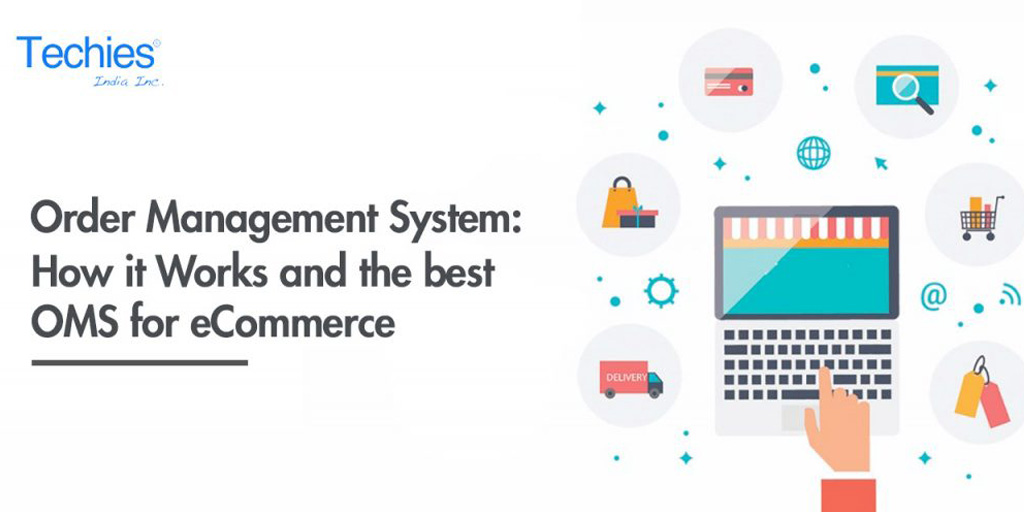 Techies
India Inc.
Order Management System:
How it Works and the best
OMS for eCommerce
DELIVERY
@